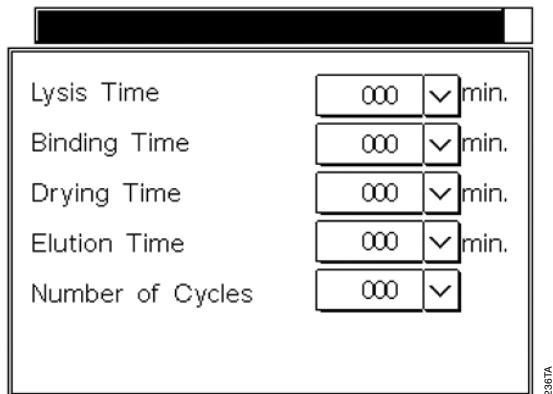 Lysis Time 000 min.
Binding Time 000 min.
Drying Time 000 min.
Elution Time 000 min.
Number of Cycles 000
236TA